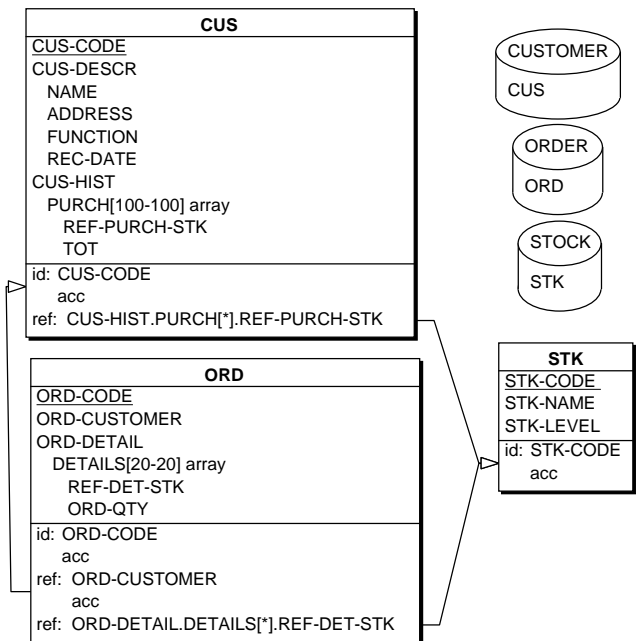 CUS
CUS-CODE
CUS-DESCR
NAME
ADDRESS
FUNCTION
REC-DATE
CUS-HIST
PURCH[100-100] array
REF-PURCH-STK
TOT
id: CUS-CODE
acc
ref: CUS-HIST.PURCH[*].REF-PURCH-STK
CUSTOMER
CUS
ORDER
ORD
STOCK
STK
ORD
ORD-CODE
ORD-CUSTOMER
ORD-DETAIL
DETAILS[20-20] array
REF-DET-STK
ORD-QTY
id: ORD-CODE
acc
ref: ORD-CUSTOMER
acc
ref: ORD-DETAIL.DETAILS[*].REF-DET-STK
STK
STK-CODE
STK-NAME
STK-LEVEL
id: STK-CODE
acc